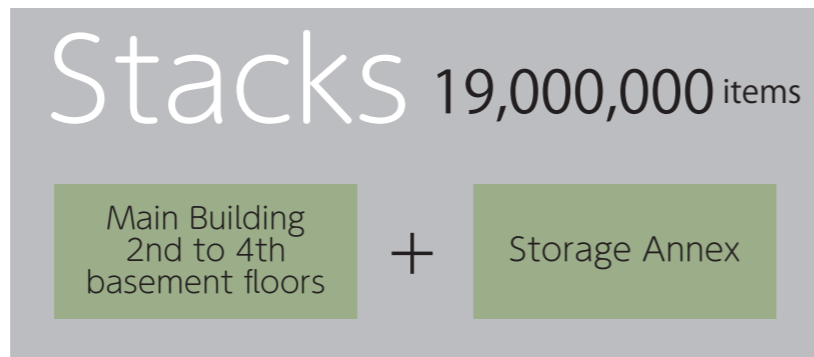 Stacks 19,000,000 items
Main Building
2nd to 4th
basement floors
+
Storage Annex